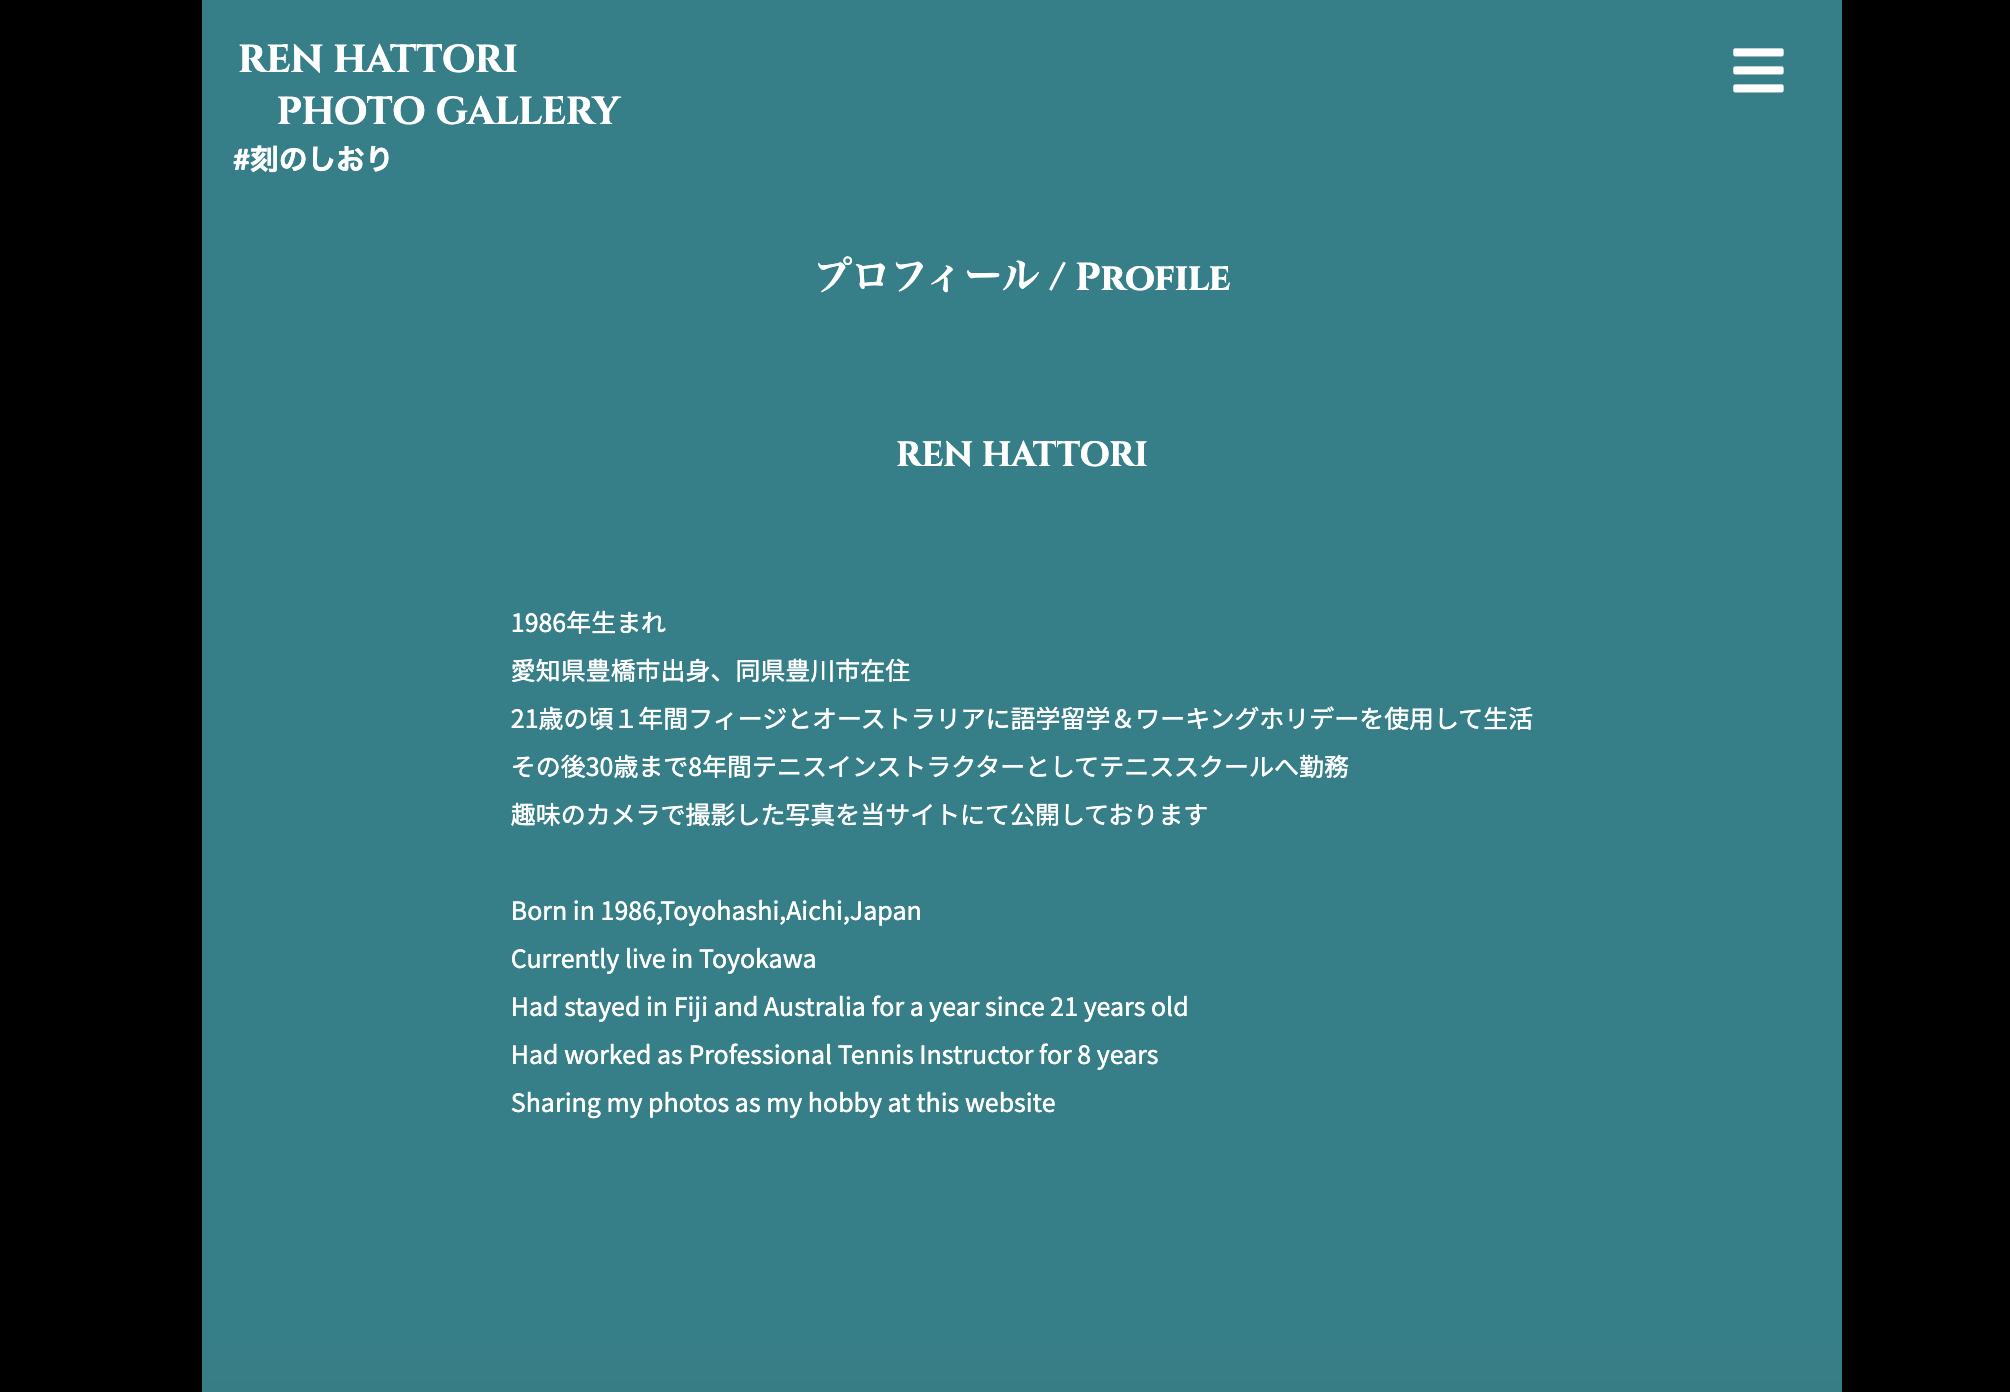 REN HATTORI
PHOTO GALLERY
#刻のしおり
プロフィール / Profile
REN HATTORI
1986年生まれ
愛知県豊橋市出身、同県豊川市在住
21歳の頃１年間フィージとオーストラリアに語学留学＆ワーキングホリデーを使用して生活
その後30歳まで8年間テニスインストラクターとしてテニススクールへ勤務
趣味のカメラで撮影した写真を当サイトにて公開しております
Born in 1986,Toyohashi,Aichi,Japan
Currently live in Toyokawa
Had stayed in Fiji and Australia for a year since 21 years old
Had worked as Professional Tennis Instructor for 8 years
Sharing my photos as my hobby at this website